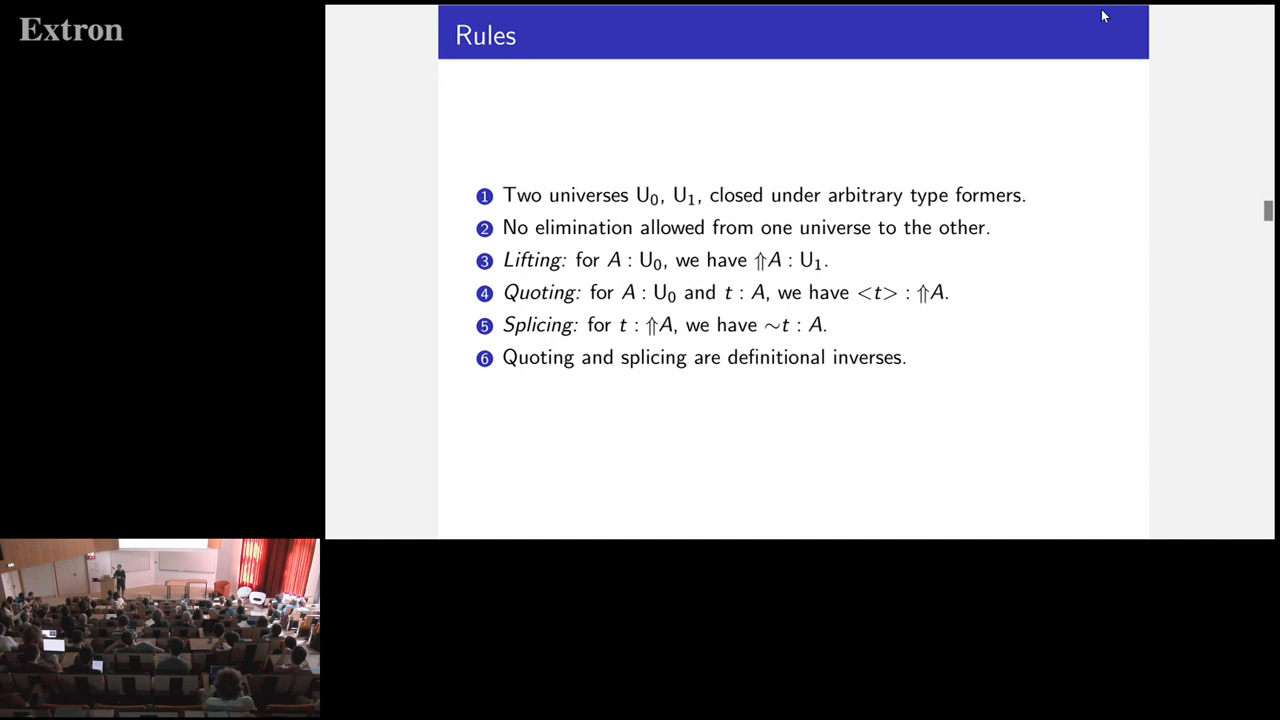 Extron
Rules
1 Two universes U₀, U₁, closed under arbitrary type formers.
2 No elimination allowed from one universe to the other.
3 Lifting: for A : U₀, we have ⇑A : U₁.
4 Quoting: for A : U₀ and t : A, we have <t> : ⇑A.
5 Splicing: for t : ⇑A, we have ∼t : A.
6 Quoting and splicing are definitional inverses.